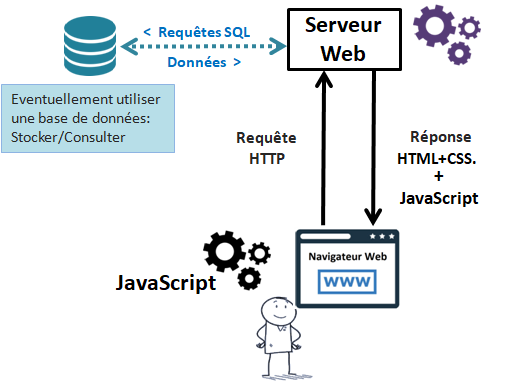 < Requêtes SQL
Données >
Serveur
Web
Eventuellement utiliser
une base de données:
Stocker/Consulter
Requête
HTTP
Réponse
HTML+CSS.
+
JavaScript
Navigateur Web
WWW
JavaScript